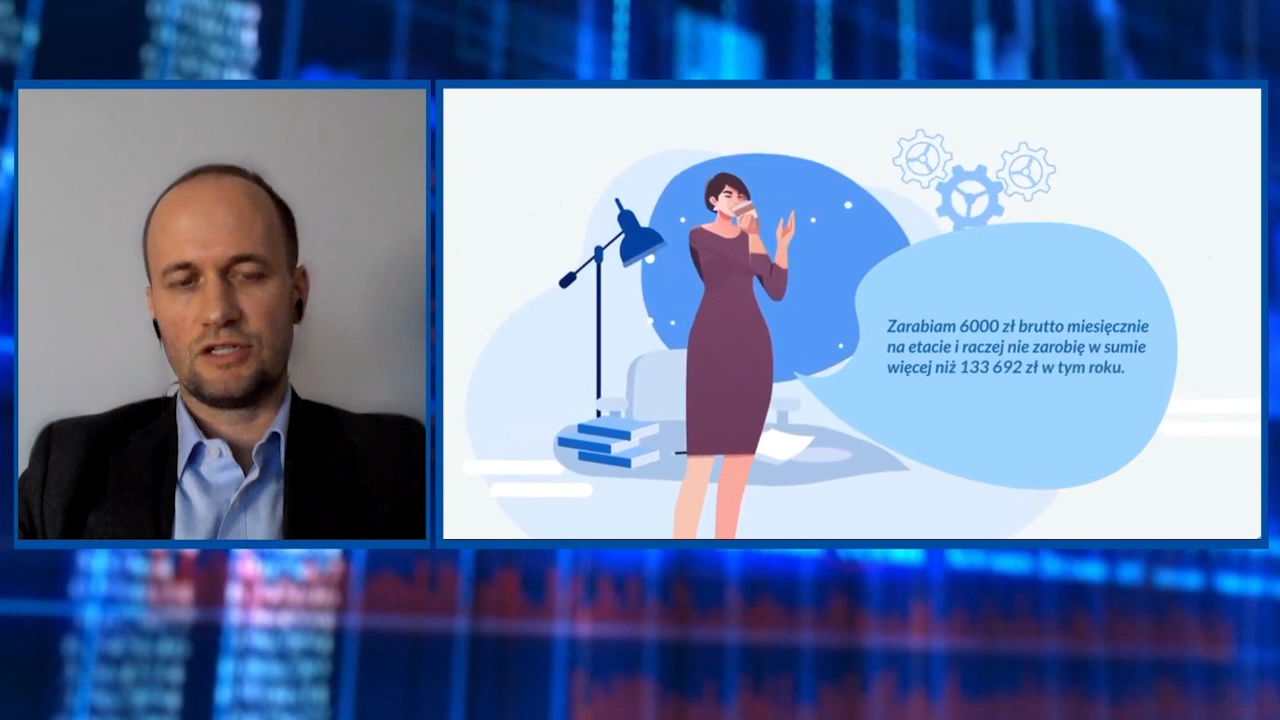 Zarabiam 6000 zł brutto miesięcznie
na etacie i raczej nie zarobię w sumie
więcej niż 133 692 zł w tym roku.